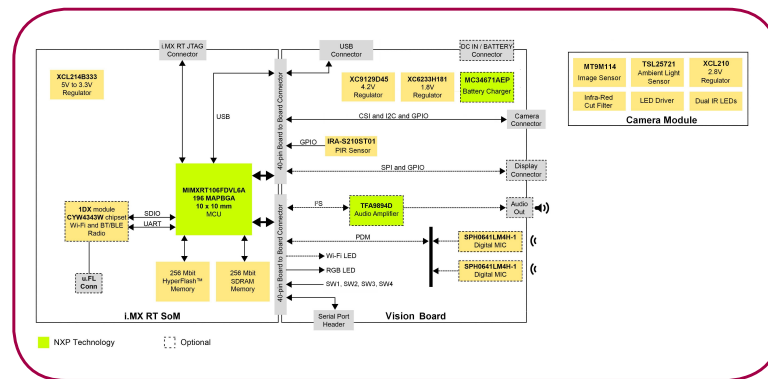 i.MX RT JTAG
Connector
USB
Connector
DC IN / BATTERY
Connector
XCL214B333
5V to 3.3V
Regulator
USB
40-pin Board to Board Connector
XC9129D45
4.2V
Regulator
XC6233H181
1.8V
Regulator
MC34671AEP
Battery Charger
MT9M114
Image Sensor
TSL25721
Ambient Light
Sensor
XCL210
2.8V
Regulator
Infra-Red
Cut Filter
LED Driver
Dual IR LEDs
Camera Module
CSI and I2C and GPIO
Camera
Connector
GPIO
IRA-S210ST01
PIR Sensor
SPI and GPIO
Display
Connector
MIMXRT106FDVL6A
196 MAPBGA
10 x 10 mm
MCU
1DX module
CYW4343W chipset
Wi-Fi and BT/BLE
Radio
SDIO
UART
u.FL
Conn
256 Mbit
HyperFlash™
Memory
256 Mbit
SDRAM
Memory
40-pin Board to Board Connector
I²S
TFA9894D
Audio Amplifier
Audio
Out
PDM
SPH0641LM4H-1
Digital MIC
SPH0641LM4H-1
Digital MIC
Wi-Fi LED
RGB LED
SW1, SW2, SW3, SW4
Serial Port
Header
i.MX RT SoM
Vision Board
NXP Technology
Optional